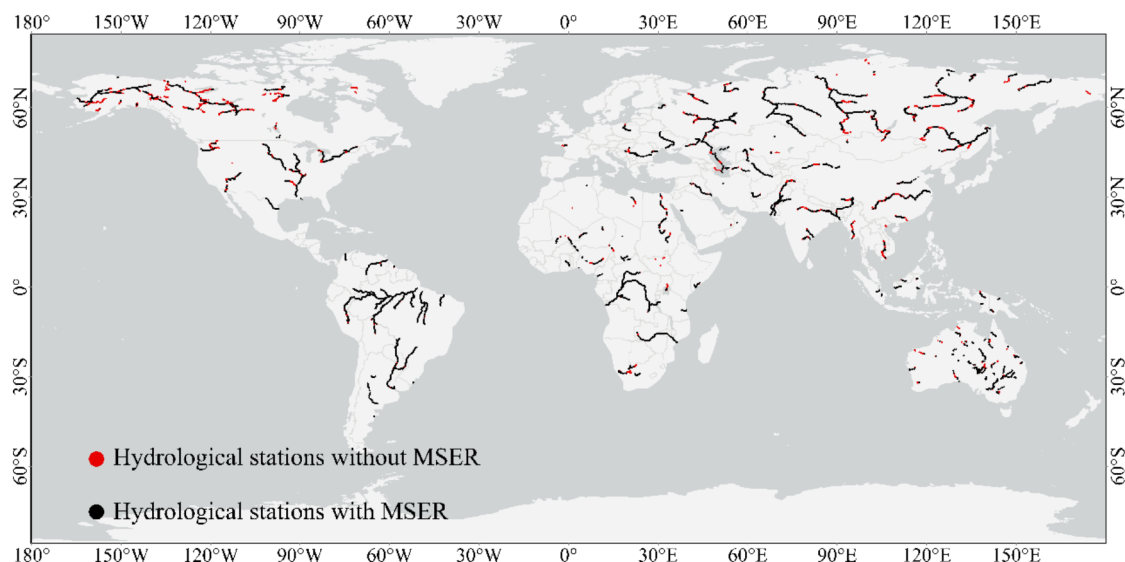 180° 150°W 120°W 90°W 60°W 30°W 0° 30°E 60°E 90°E 120°E 150°E
60°N 60°N
30°N 30°N
0° 0°
30°S 30°S
Hydrological stations without MSER
60°S 60°S
Hydrological stations with MSER
180° 150°W 120°W 90°W 60°W 30°W 0° 30°E 60°E 90°E 120°E 150°E